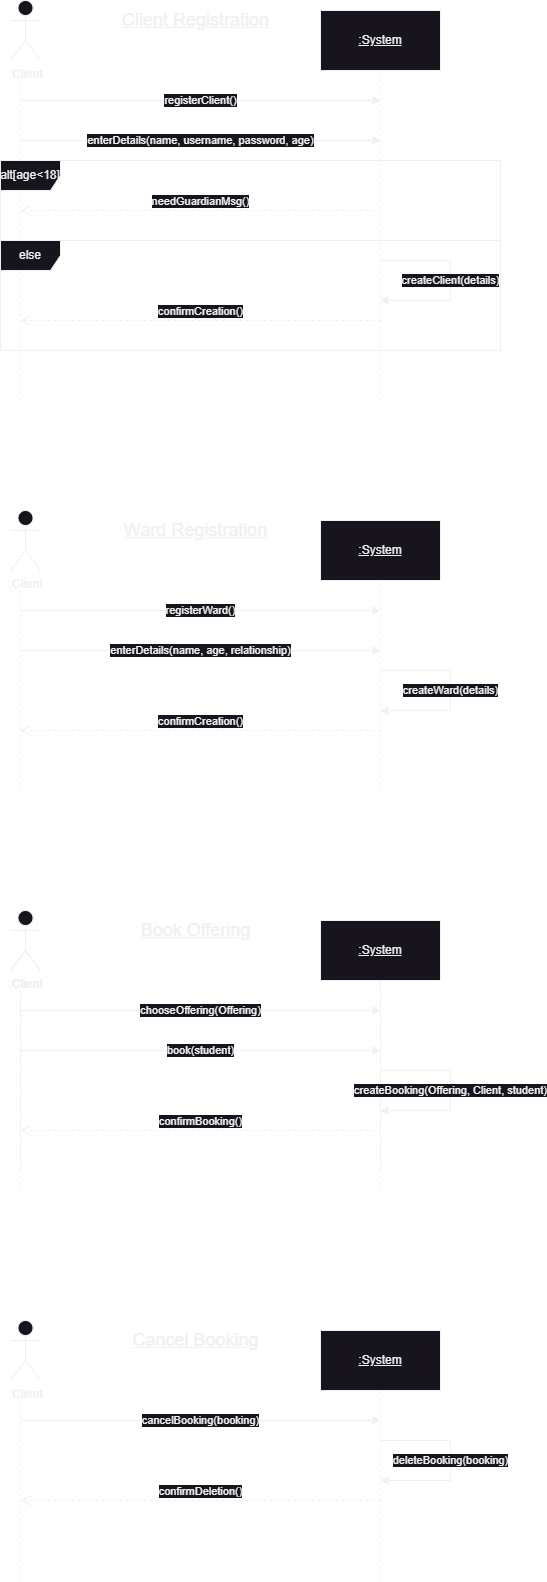 Client Registration
:System
:Client
registerClient()
enterDetails(name, username, password, age)
alt[age<18]
needGuardianMsg()
else
createClient(details)
confirmCreation()
Ward Registration
:System
:Client
registerWard()
enterDetails(name, age, relationship)
createWard(details)
confirmCreation()
Book Offering
:System
:Client
chooseOffering(Offering)
book(student)
createBooking(Offering, Client, student)
confirmBooking()
Cancel Booking
:System
:Client
cancelBooking(booking)
deleteBooking(booking)
confirmDeletion()